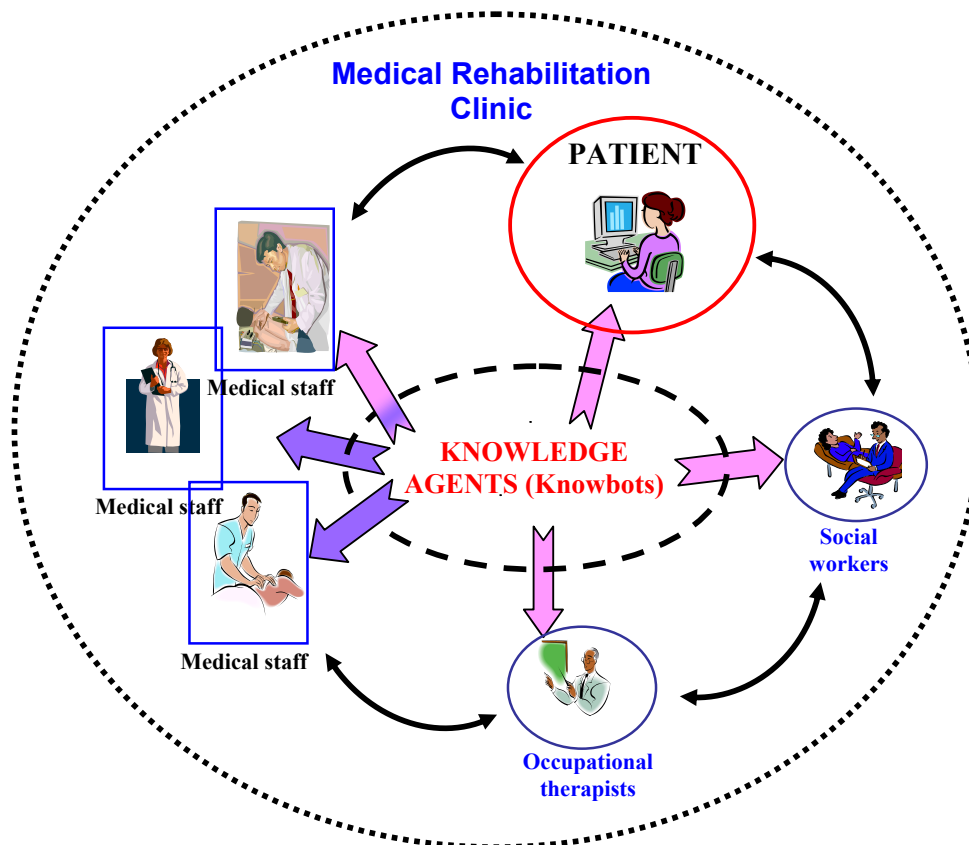 Medical Rehabilitation
Clinic
PATIENT
Medical staff
KNOWLEDGE
AGENTS (Knowbots)
Medical staff
Social
workers
Medical staff
Occupational
therapists